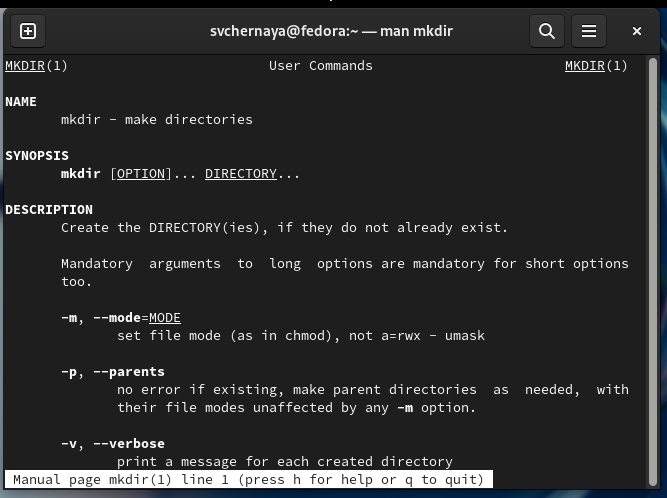 svchernaya@fedora:~ — man mkdir
MKDIR(1) User Commands MKDIR(1)
NAME
mkdir - make directories
SYNOPSIS
mkdir [OPTION]... DIRECTORY...
DESCRIPTION
Create the DIRECTORY(ies), if they do not already exist.
Mandatory arguments to long options are mandatory for short options
too.
-m, --mode=MODE
set file mode (as in chmod), not a=rwx - umask
-p, --parents
no error if existing, make parent directories as needed, with
their file modes unaffected by any -m option.
-v, --verbose
print a message for each created directory
Manual page mkdir(1) line 1 (press h for help or q to quit)